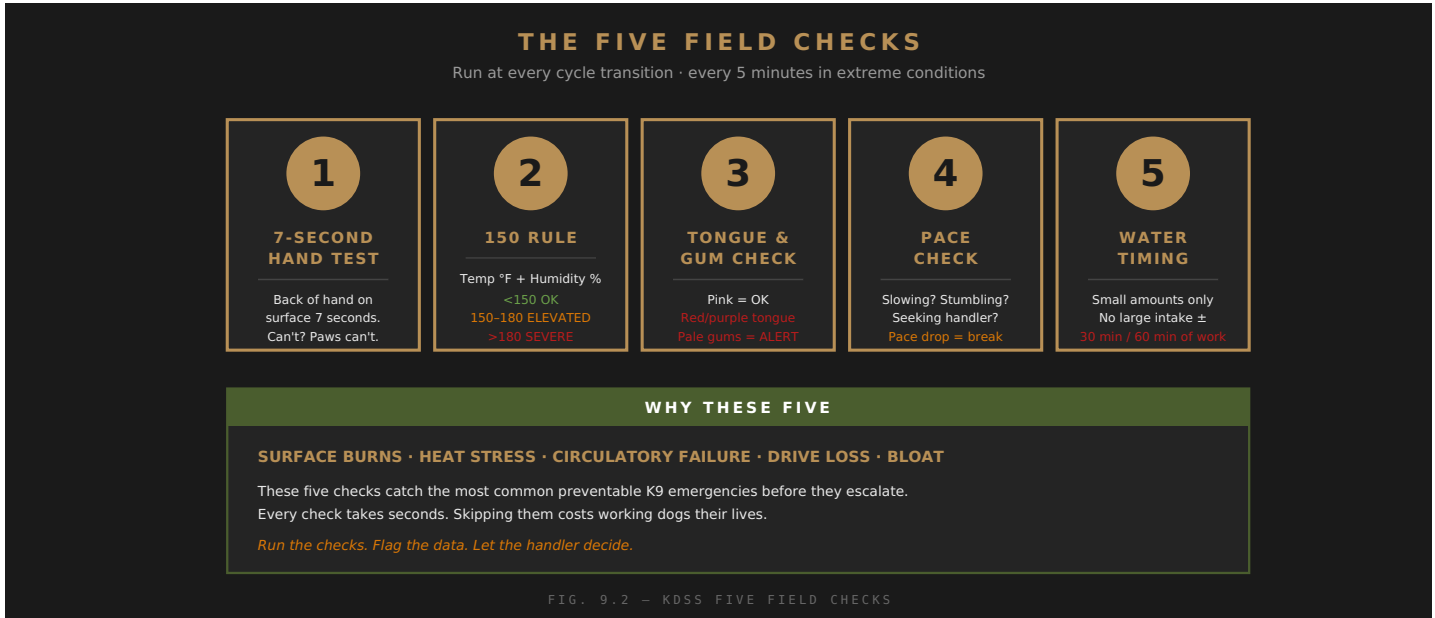 THE FIVE FIELD CHECKS
Run at every cycle transition · every 5 minutes in extreme conditions
1
7-SECOND
HAND TEST
Back of hand on
surface 7 seconds.
Can't? Paws can't.
2
150 RULE
Temp °F + Humidity %
<150 OK
150–180 ELEVATED
>180 SEVERE
3
TONGUE &
GUM CHECK
Pink = OK
Red/purple tongue
Pale gums = ALERT
4
PACE
CHECK
Slowing? Stumbling?
Seeking handler?
Pace drop = break
5
WATER
TIMING
Small amounts only
No large intake ±
30 min / 60 min of work
WHY THESE FIVE
SURFACE BURNS · HEAT STRESS · CIRCULATORY FAILURE · DRIVE LOSS · BLOAT
These five checks catch the most common preventable K9 emergencies before they escalate.
Every check takes seconds. Skipping them costs working dogs their lives.
Run the checks. Flag the data. Let the handler decide.
FIG. 9.2 — KDSS FIVE FIELD CHECKS